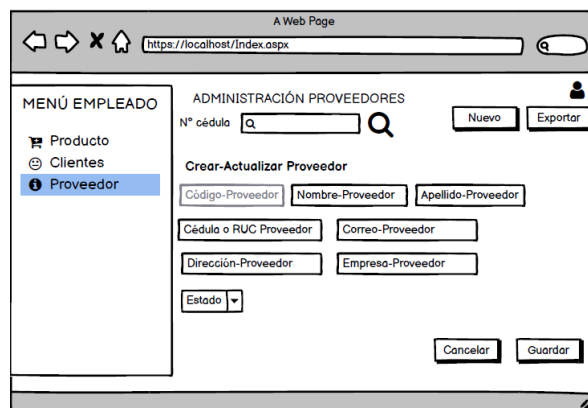 A Web Page
https://localhost/Index.aspx
MENÚ EMPLEADO
Producto
Clientes
Proveedor
ADMINISTRACIÓN PROVEEDORES
N° cédula
Nuevo
Exportar
Crear-Actualizar Proveedor
Código-Proveedor
Nombre-Proveedor
Apellido-Proveedor
Cédula o RUC Proveedor
Correo-Proveedor
Dirección-Proveedor
Empresa-Proveedor
Estado
Cancelar
Guardar